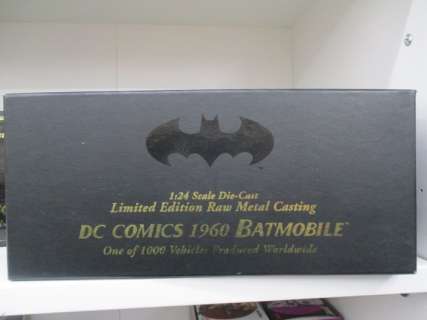 1:24 Scale Die-Cast
Limited Edition Raw Metal Casting
DC COMICS 1960 BATMOBILE™
One of 1000 Vehicles Produced Worldwide